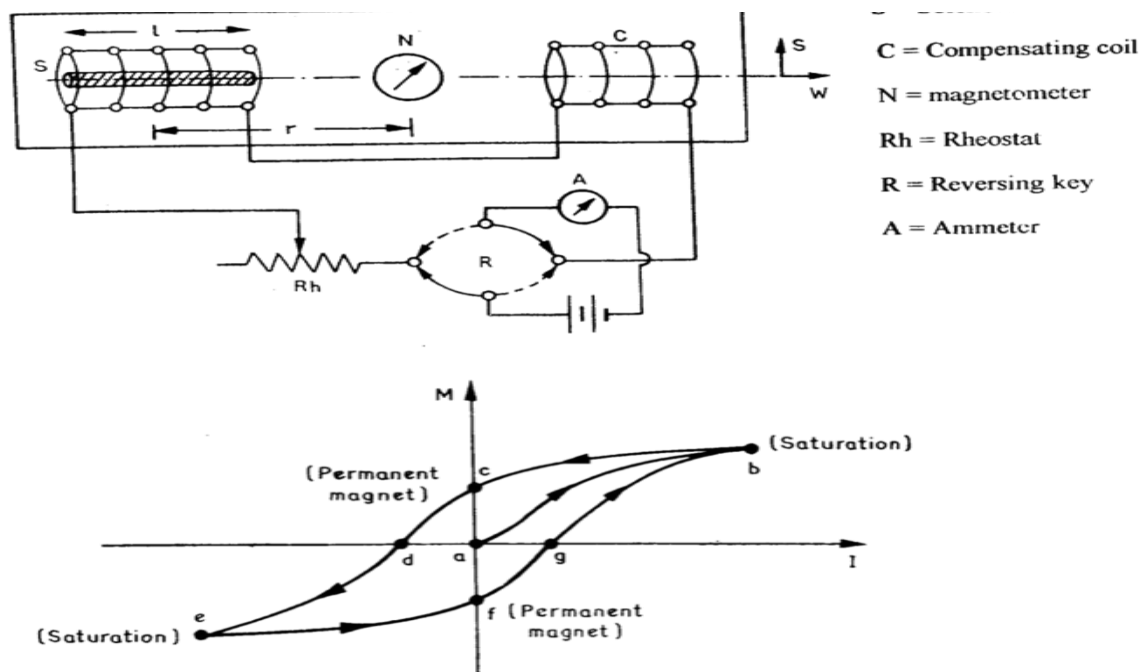 C = Compensating coil
N = magnetometer
Rh = Rheostat
R = Reversing key
A = Ammeter
l
S
N
C
S
W
r
A
R
Rh
M
(Saturation)
b
(Permanent
magnet)
c
d
a
g
I
e
(Saturation)
f (Permanent
magnet)